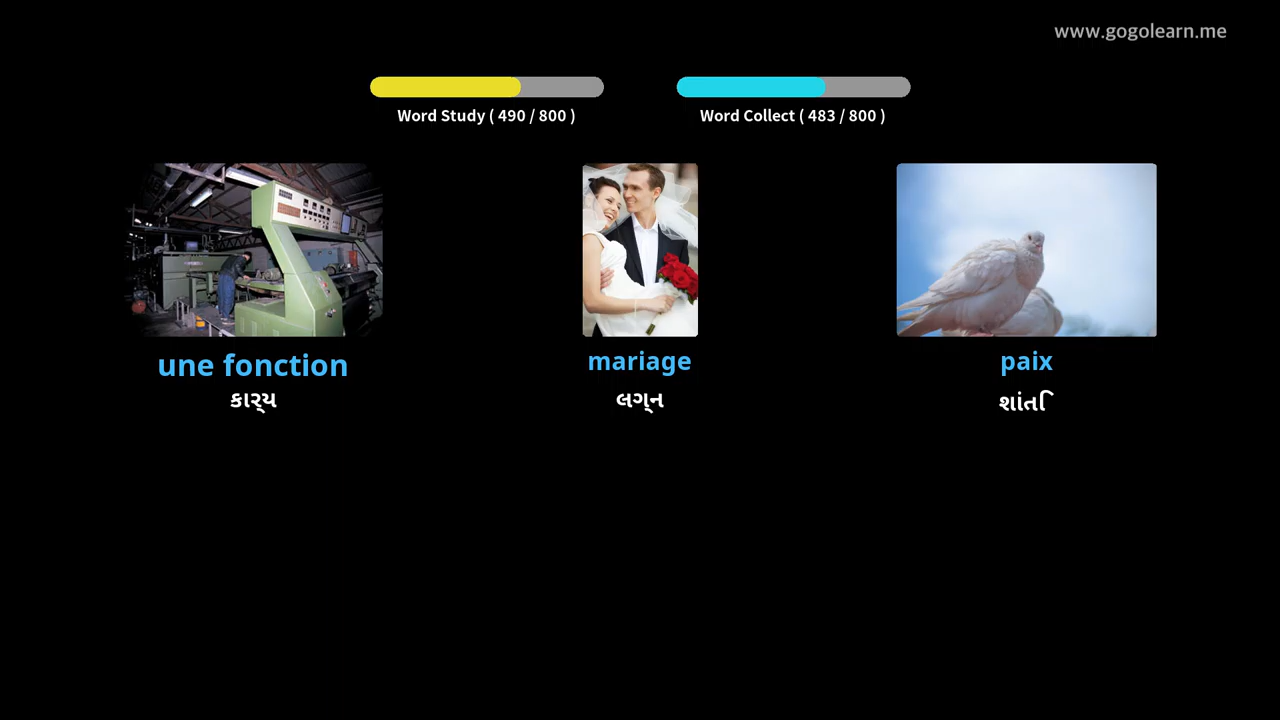 www.gogolearn.me
Word Study ( 490 / 800 )
Word Collect ( 483 / 800 )
une fonction
કાર્ય
mariage
લગ્ન
paix
શાંતિ